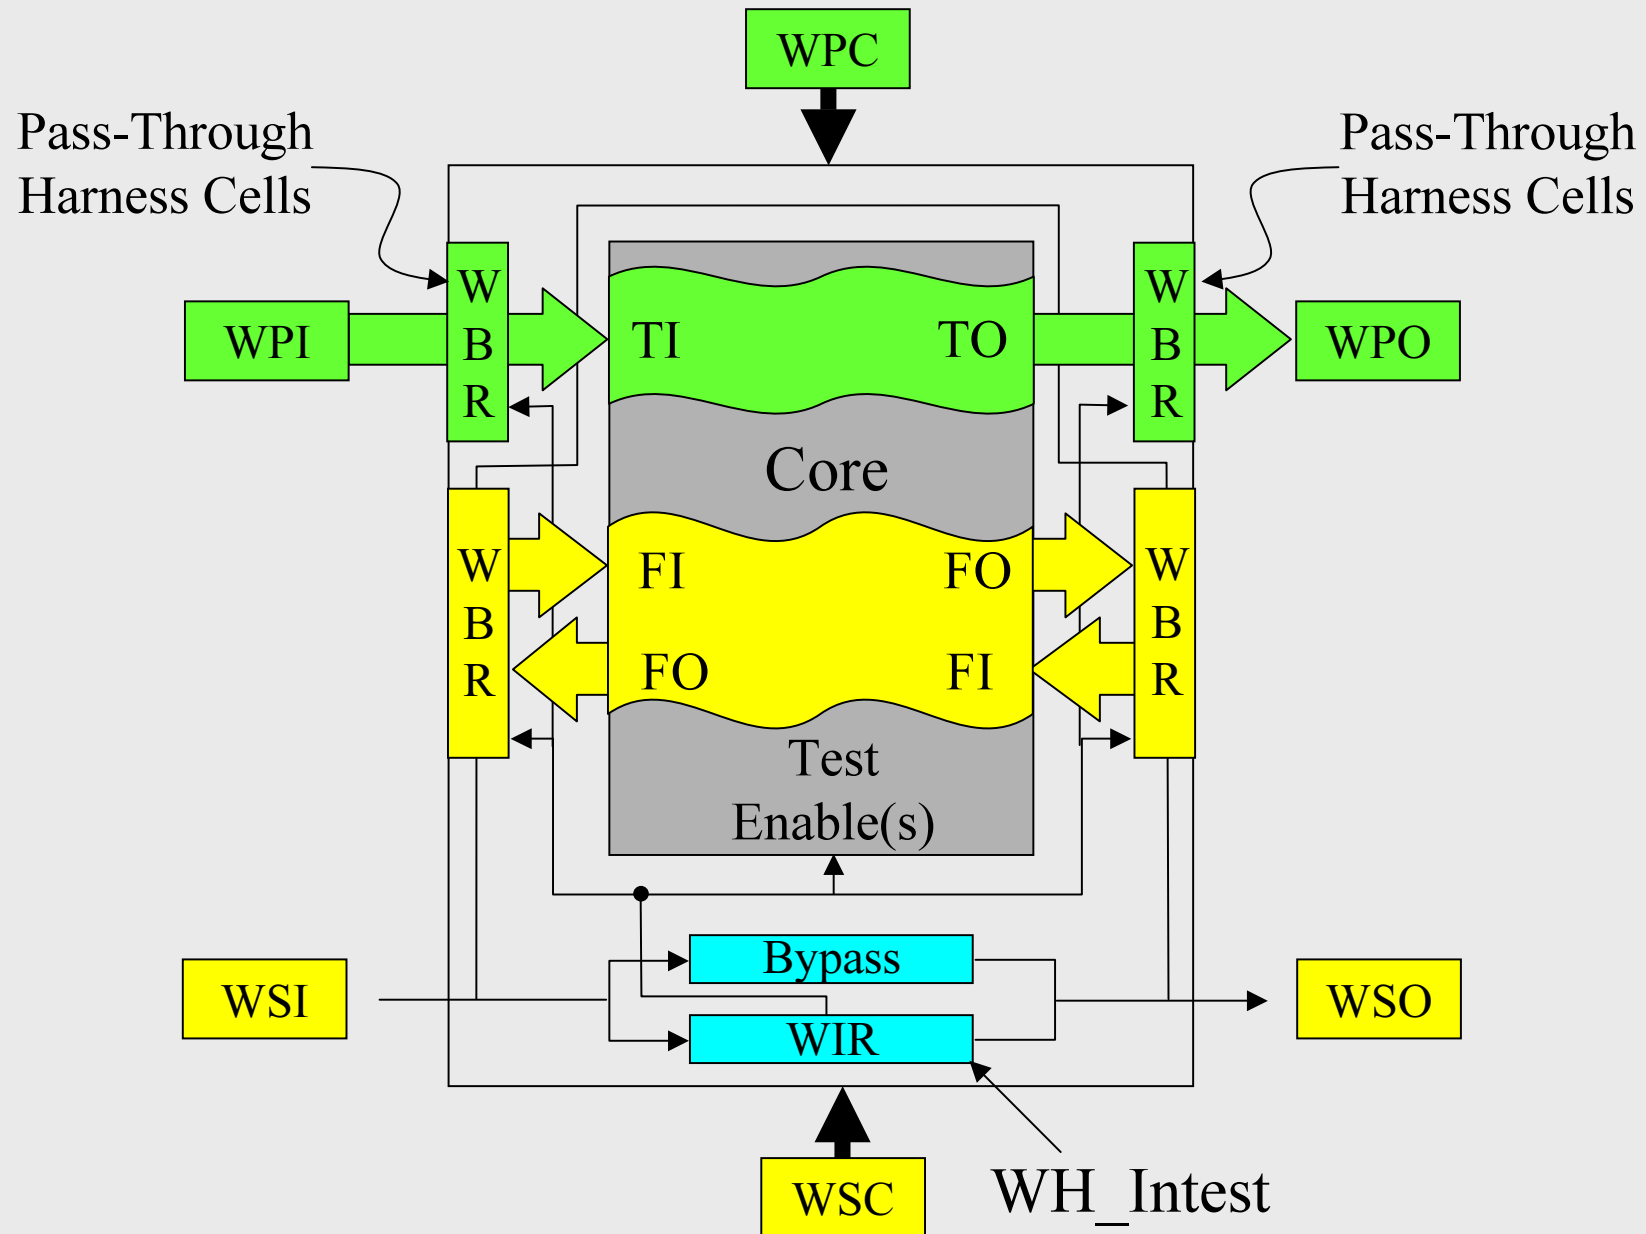 WPC
Pass-Through
Harness Cells
Pass-Through
Harness Cells
WPI
W
B
R
TI
TO
W
B
R
WPO
Core
W
B
R
FI
FO
W
B
R
FO
FI
Test
Enable(s)
Bypass
WSI
WSO
WIR
WSC
WH_Intest